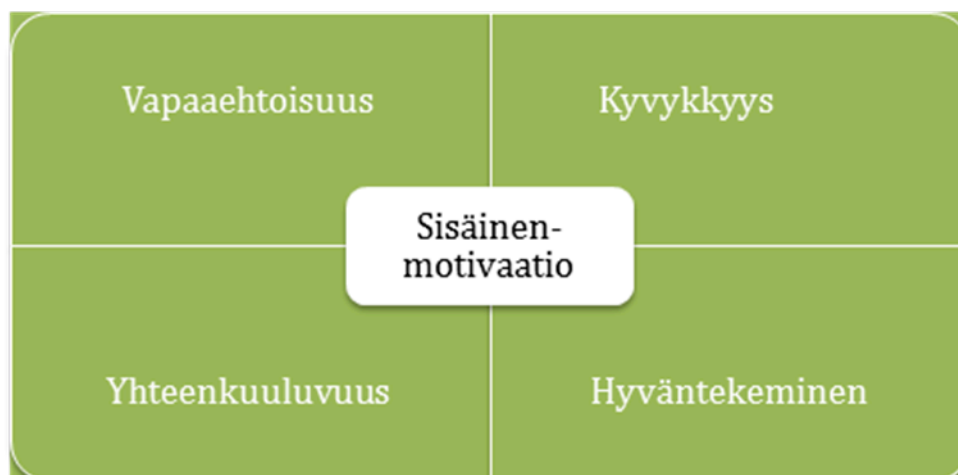 Vapaaehtoisuus
Kyvykkyys
Sisäinen-
motivaatio
Yhteenkuuluvuus
Hyväntekeminen